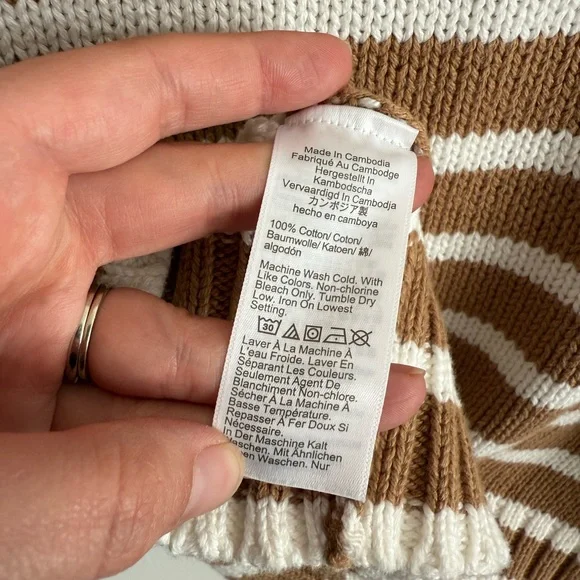 Made In Cambodia
Fabriqué Au Cambodge
Hergestellt In
Kambodscha
Vervaardigd In Cambodja
カンボジア製
hecho en camboya
100% Cotton/ Coton/
Baumwolle/ Katoen/ 綿/
algodón
Machine Wash Cold. With
Like Colors. Non-chlorine
Bleach Only. Tumble Dry
Low. Iron On Lowest
Setting.
30
Laver À La Machine À
L'eau Froide. Laver
Séparant Les Couleurs.
Seulement Agent De
Blanchiment Non-Chlore.
Sécher À La Machine À
Basse Température.
Repasser À Fer Doux Si
Nécessaire.
In Der Maschine Kalt
Mit Ähnlichen
Waschen. Nur